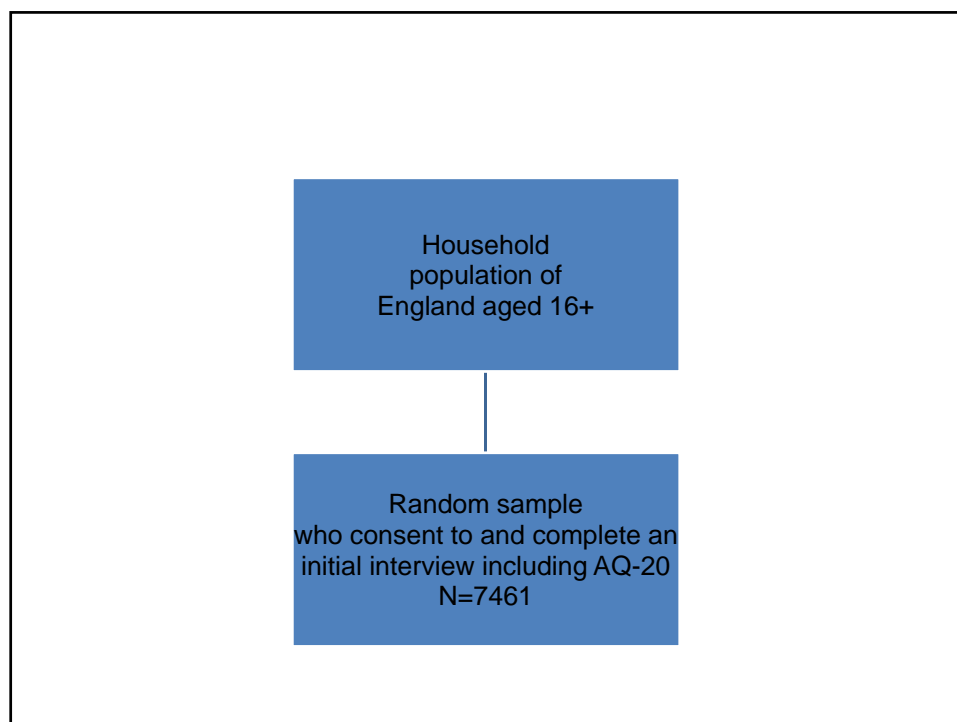 Household
population of
England aged 16+
Random sample
who consent to and complete an
initial interview including AQ-20
N=7461